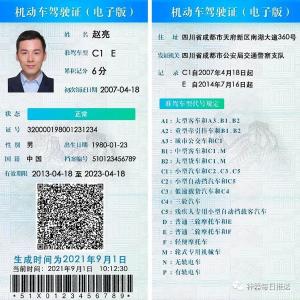 机动车驾驶证（电子版）
姓名 赵亮
准驾车型 C1 E
累积记分 6分
初次领证日期 2007-04-18
状态 正常
证号 320000198001231234
性别 男 出生日期 1980-01-23
国籍 中国 档案编号 510123456789
有效期限 2013-04-18 至 2023-04-18
生成时间为2021年9月1日
当前时间：2021年9月1日 10:12:30
*510123456789*
机动车驾驶证（电子版）
住址 四川省成都市天府新区南湖大道360号
发证机关 四川省成都市公安局交通警察支队
记录 C1自2007年4月18日起
E 自2014年7月16日起
准驾车型代号规定
A1：大型客车和A3、B1、B2
A2：重型牵引挂车和B1、B2
A3：城市公交车和C1
B1：中型客车和C1、M
B2：大型货车和C1、M
C1：小型汽车和C2、C3
C2：小型自动挡汽车和C5
C3：低速载货汽车和C4
C4：三轮汽车
C5：残疾人专用小型自动挡载客汽车
D：普通三轮摩托车和E
E：普通二轮摩托车和F
F：轻便摩托车
M：轮式专用机械车
N：无轨电车
P：有轨电车
神器每日推送